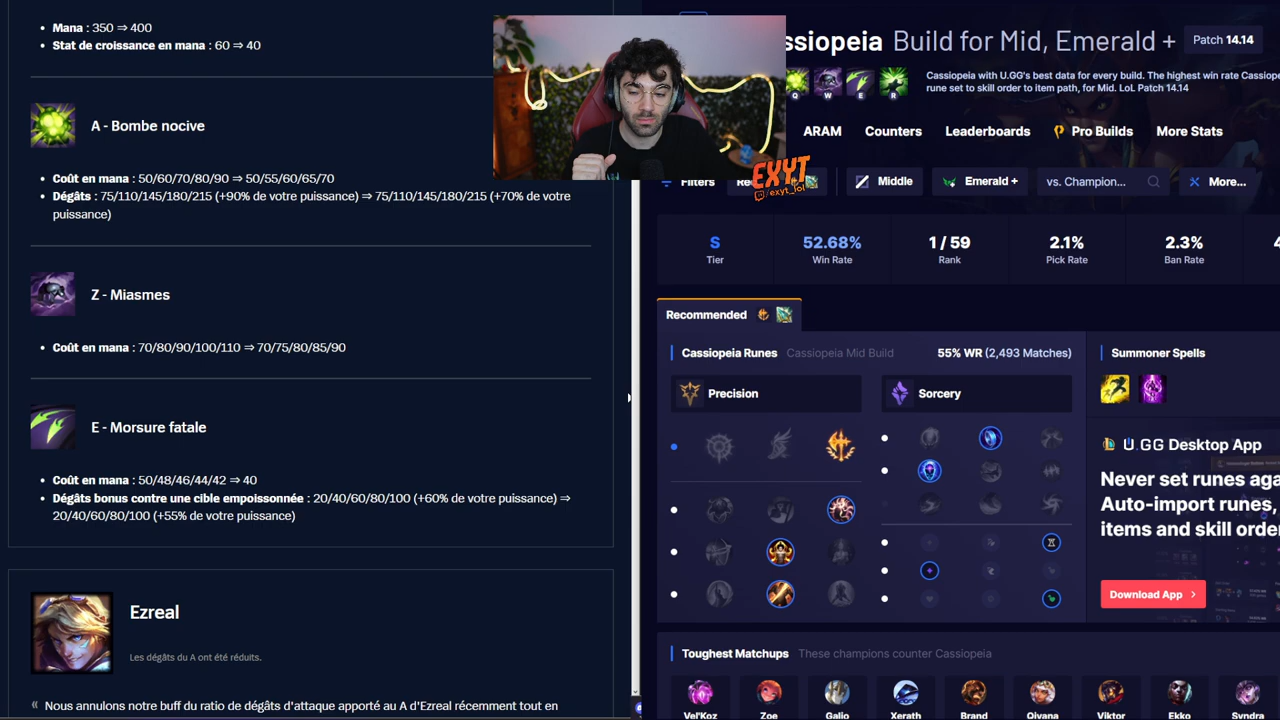 Mana : 350 ⇒ 400
Stat de croissance en mana : 60 ⇒ 40
A - Bombe nocive
Coût en mana : 50/60/70/80/90 ⇒ 50/55/60/65/70
Dégâts : 75/110/145/180/215 (+90% de votre puissance) ⇒ 75/110/145/180/215 (+70% de votre
puissance)
Z - Miasmes
Coût en mana : 70/80/90/100/110 ⇒ 70/75/80/85/90
E - Morsure fatale
Coût en mana : 50/48/46/44/42 ⇒ 40
Dégâts bonus contre une cible empoissonnée : 20/40/60/80/100 (+60% de votre puissance) ⇒
20/40/60/80/100 (+55% de votre puissance)
Ezreal
Les dégâts du A ont été réduits.
« Nous annulons notre buff du ratio de dégâts d'attaque apporté au A d'Ezreal récemment tout en
EXYT
/exyt_lol
ssiopeia Build for Mid, Emerald +
Patch 14.14
Q W E R
Cassiopeia with U.GG's best data for every build. The highest win rate Cassiope
rune set to skill order to item path, for Mid. LoL Patch 14.14
ARAM Counters Leaderboards Pro Builds More Stats
Filters Middle Emerald + vs. Champion... More...
S 52.68% 1 / 59 2.1% 2.3%
Tier Win Rate Rank Pick Rate Ban Rate
Recommended
Cassiopeia Runes Cassiopeia Mid Build 55% WR (2,493 Matches)
Summoner Spells
Precision Sorcery
U.GG Desktop App
Never set runes aga
Auto-import runes,
items and skill orde
Download App >
Toughest Matchups These champions counter Cassiopeia
Vel'Koz Zoe Galio Xerath Brand Qiyana Viktor Ekko Syndra